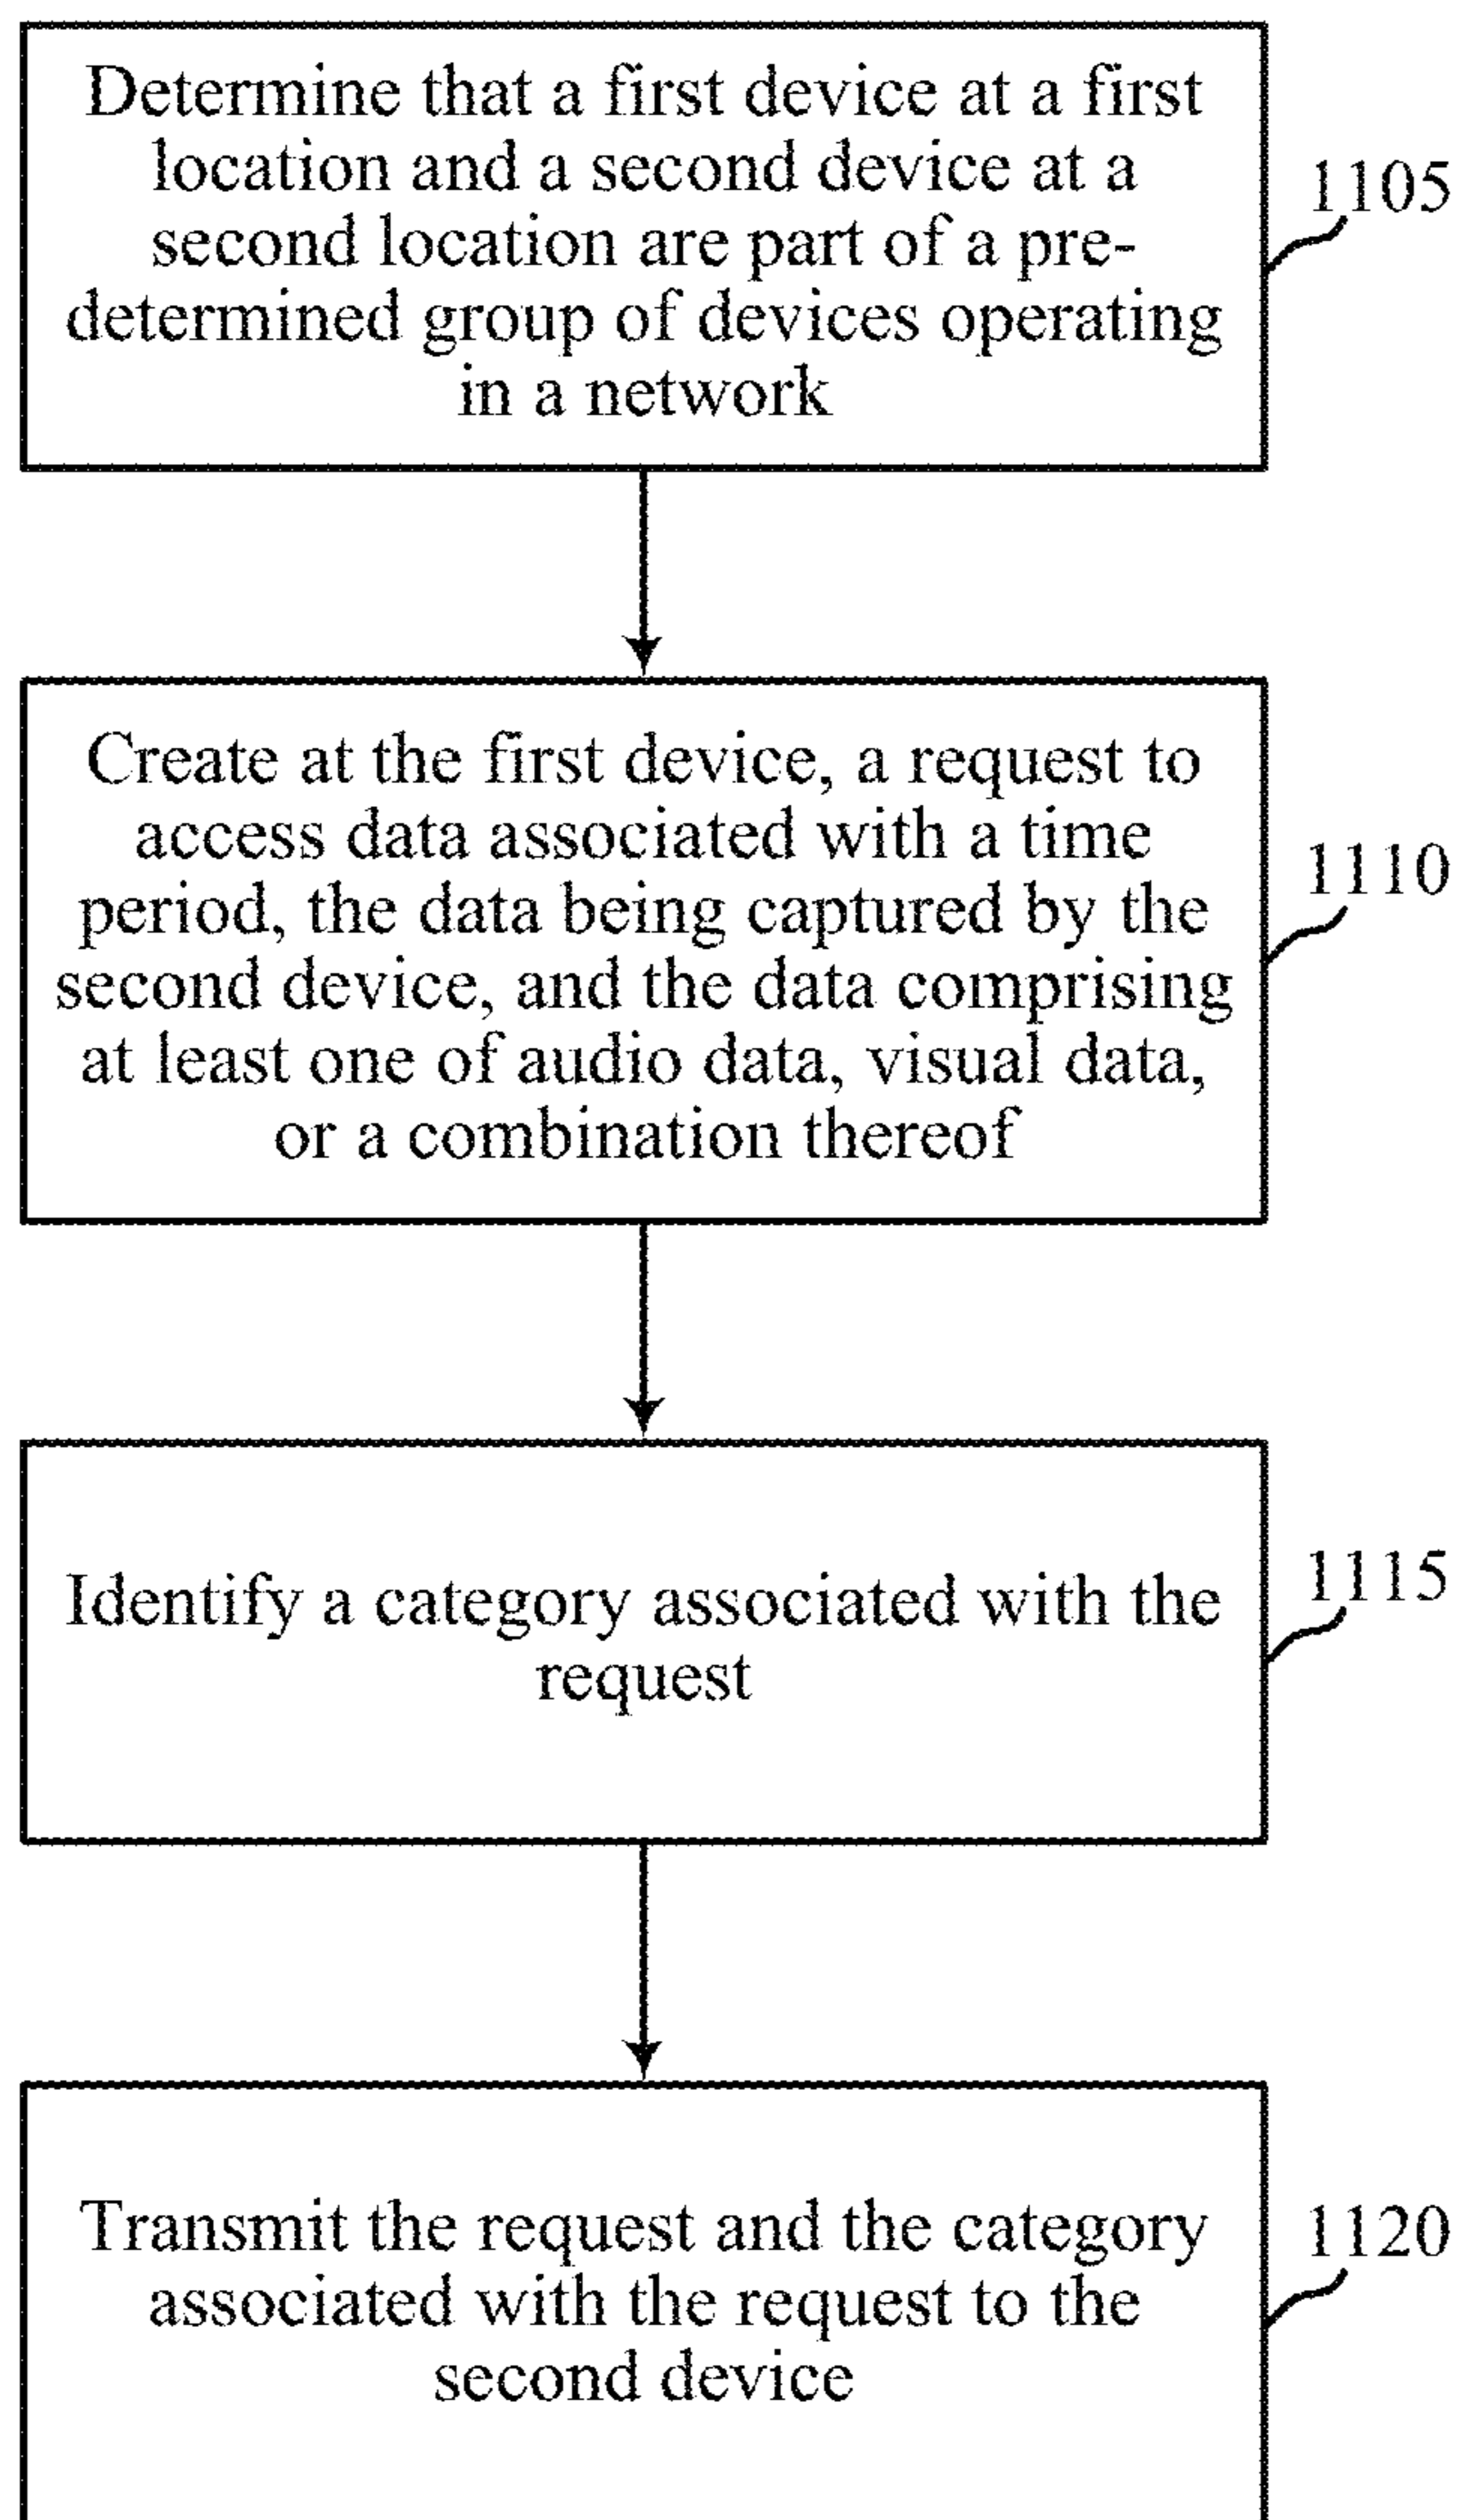 Determine that a first device at a first
location and a second device at a
second location are part of a pre-
determined group of devices operating
in a network
1105
Create at the first device, a request to
access data associated with a time
period, the data being captured by the
second device, and the data comprising
at least one of audio data, visual data,
or a combination thereof
1110
Identify a category associated with the
request
1115
Transmit the request and the category
associated with the request to the
second device
1120